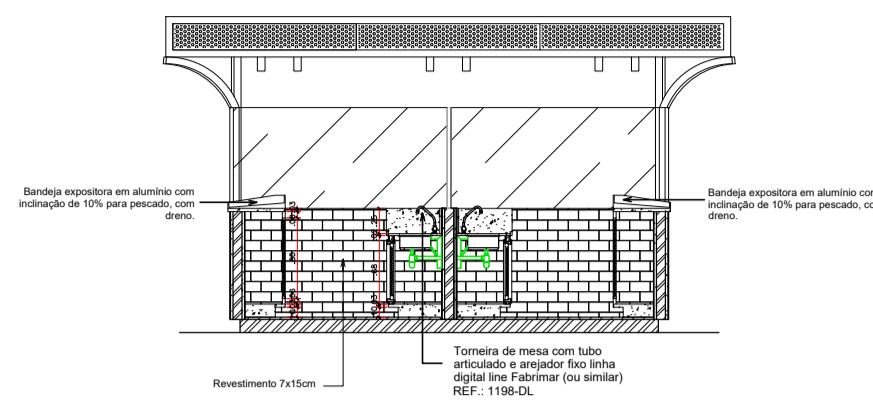 Bandeja expositora em alumínio com
inclinação de 10% para pescado, com
dreno.
Bandeja expositora em alumínio
inclinação de 10% para pescado,
dreno.
Torneira de mesa com tubo
articulado e arejador fixo linha
digital line Fabrimar (ou similar)
REF.: 1198-DL
Revestimento 7x15cm